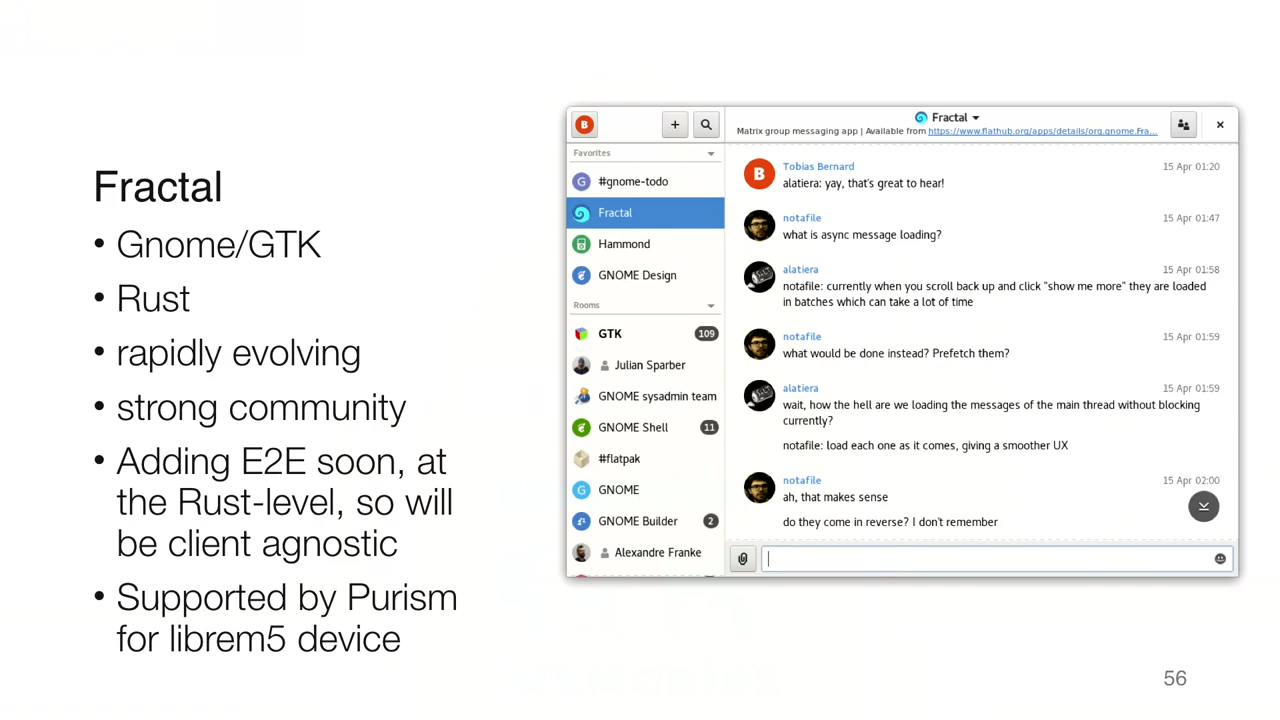 Fractal
• Gnome/GTK
• Rust
• rapidly evolving
• strong community
• Adding E2E soon, at
the Rust-level, so will
be client agnostic
• Supported by Purism
for librem5 device
B
Favorites
G #gnome-todo
Fractal
Hammond
GNOME Design
Rooms
GTK 109
Julian Sparber
GNOME sysadmin team
GNOME Shell 11
#flatpak
G GNOME
GNOME Builder 2
Alexandre Franke
Fractal
Matrix group messaging app | Available from https://www.flathub.org/apps/details/org.gnome.Fra...
B
Tobias Bernard 15 Apr 01:20
alatiera: yay, that's great to hear!
notafile 15 Apr 01:47
what is async message loading?
alatiera 15 Apr 01:58
notafile: currently when you scroll back up and click "show me more" they are loaded
in batches which can take a lot of time
notafile 15 Apr 01:59
what would be done instead? Prefetch them?
alatiera 15 Apr 01:59
wait, how the hell are we loading the messages of the main thread without blocking
currently?
notafile: load each one as it comes, giving a smoother UX
notafile 15 Apr 02:00
ah, that makes sense
do they come in reverse? I don't remember
56